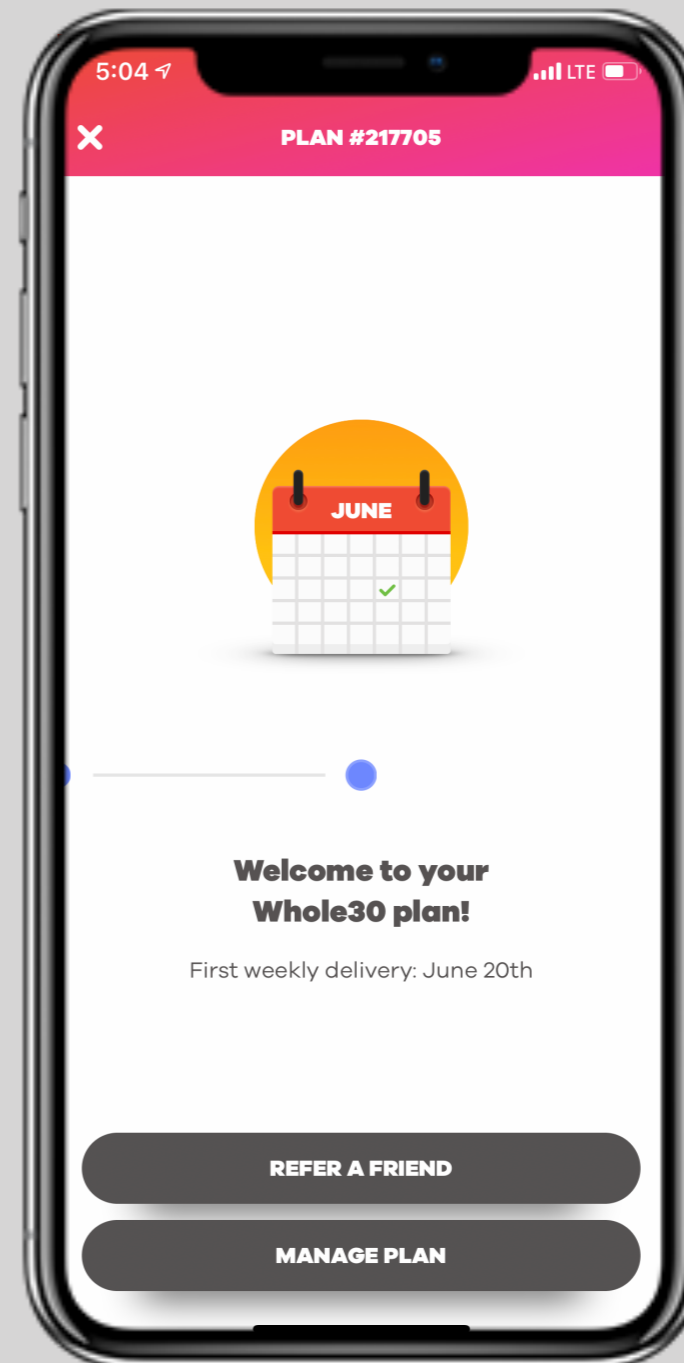 5:04 LTE
PLAN #217705
JUNE
Welcome to your
Whole30 plan!
First weekly delivery: June 20th
REFER A FRIEND
MANAGE PLAN